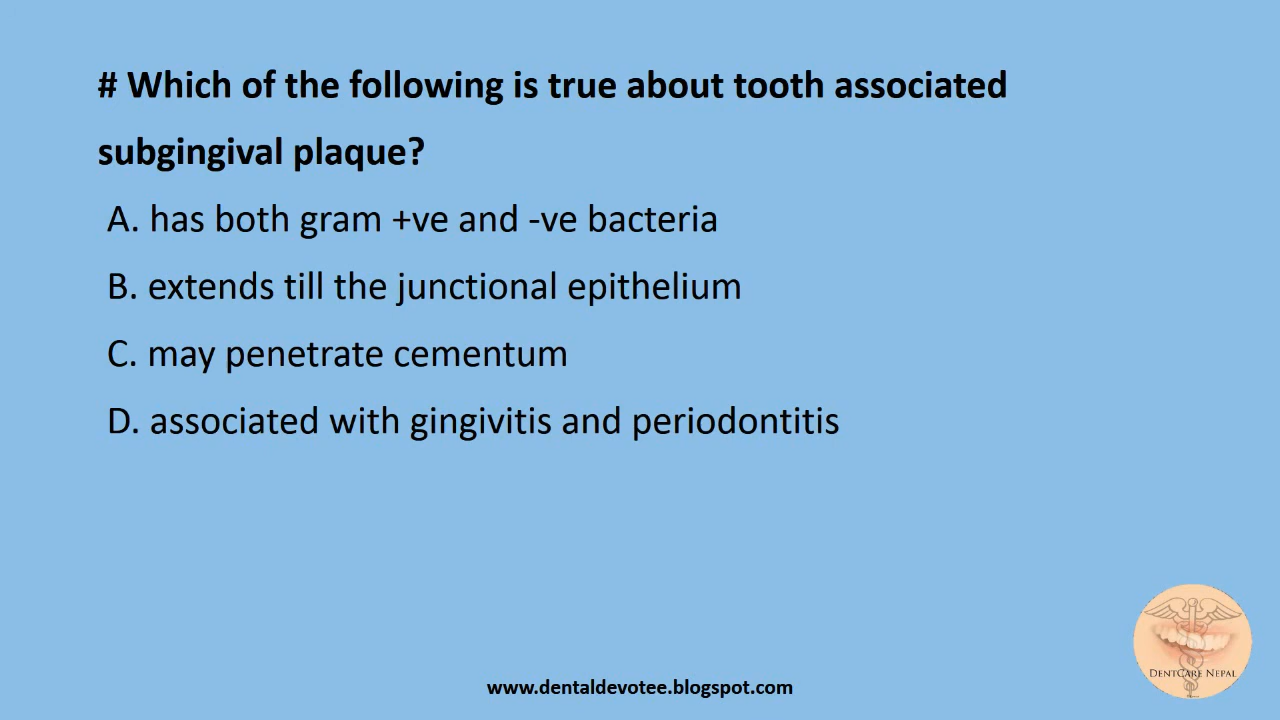 # Which of the following is true about tooth associated
subgingival plaque?
A. has both gram +ve and -ve bacteria
B. extends till the junctional epithelium
C. may penetrate cementum
D. associated with gingivitis and periodontitis
DentCare Nepal
www.dentaldevotee.blogspot.com